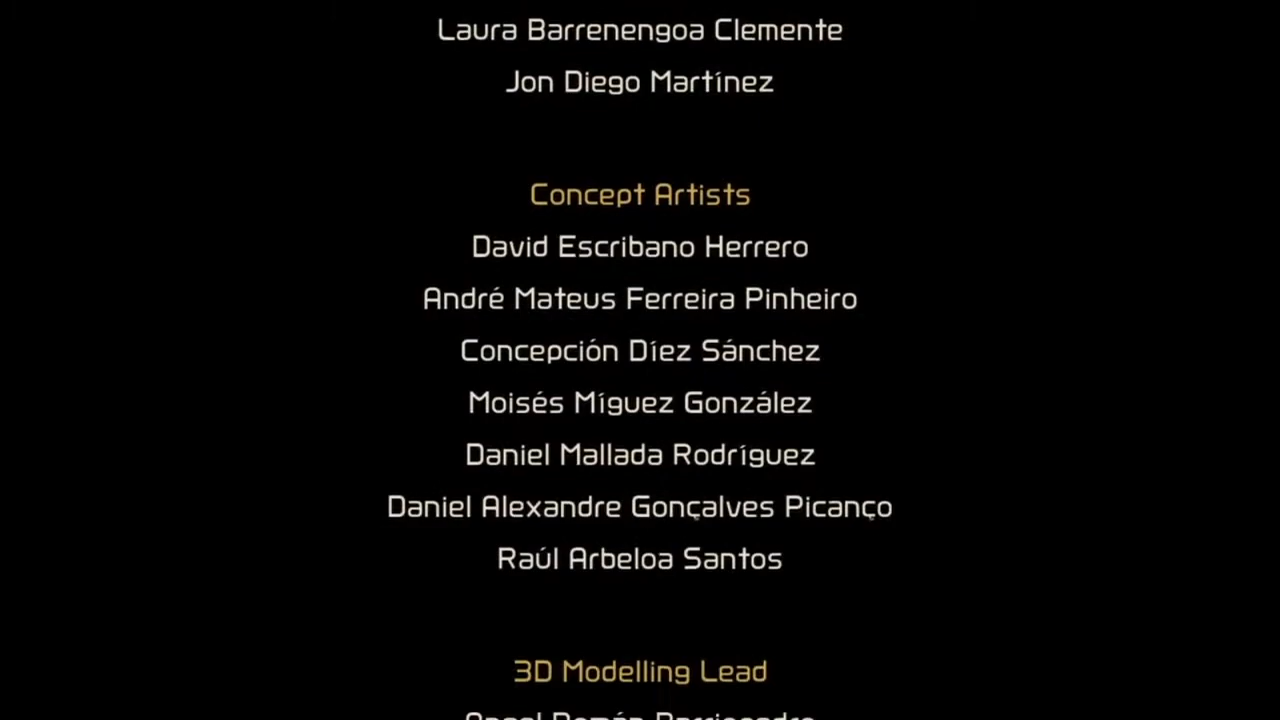 Laura Barrenengoa Clemente
Jon Diego Martínez
Concept Artists
David Escribano Herrero
André Mateus Ferreira Pinheiro
Concepción Díez Sánchez
Moisés Míguez González
Daniel Mallada Rodríguez
Daniel Alexandre Gonçalves Picanço
Raúl Arbeloa Santos
3D Modelling Lead